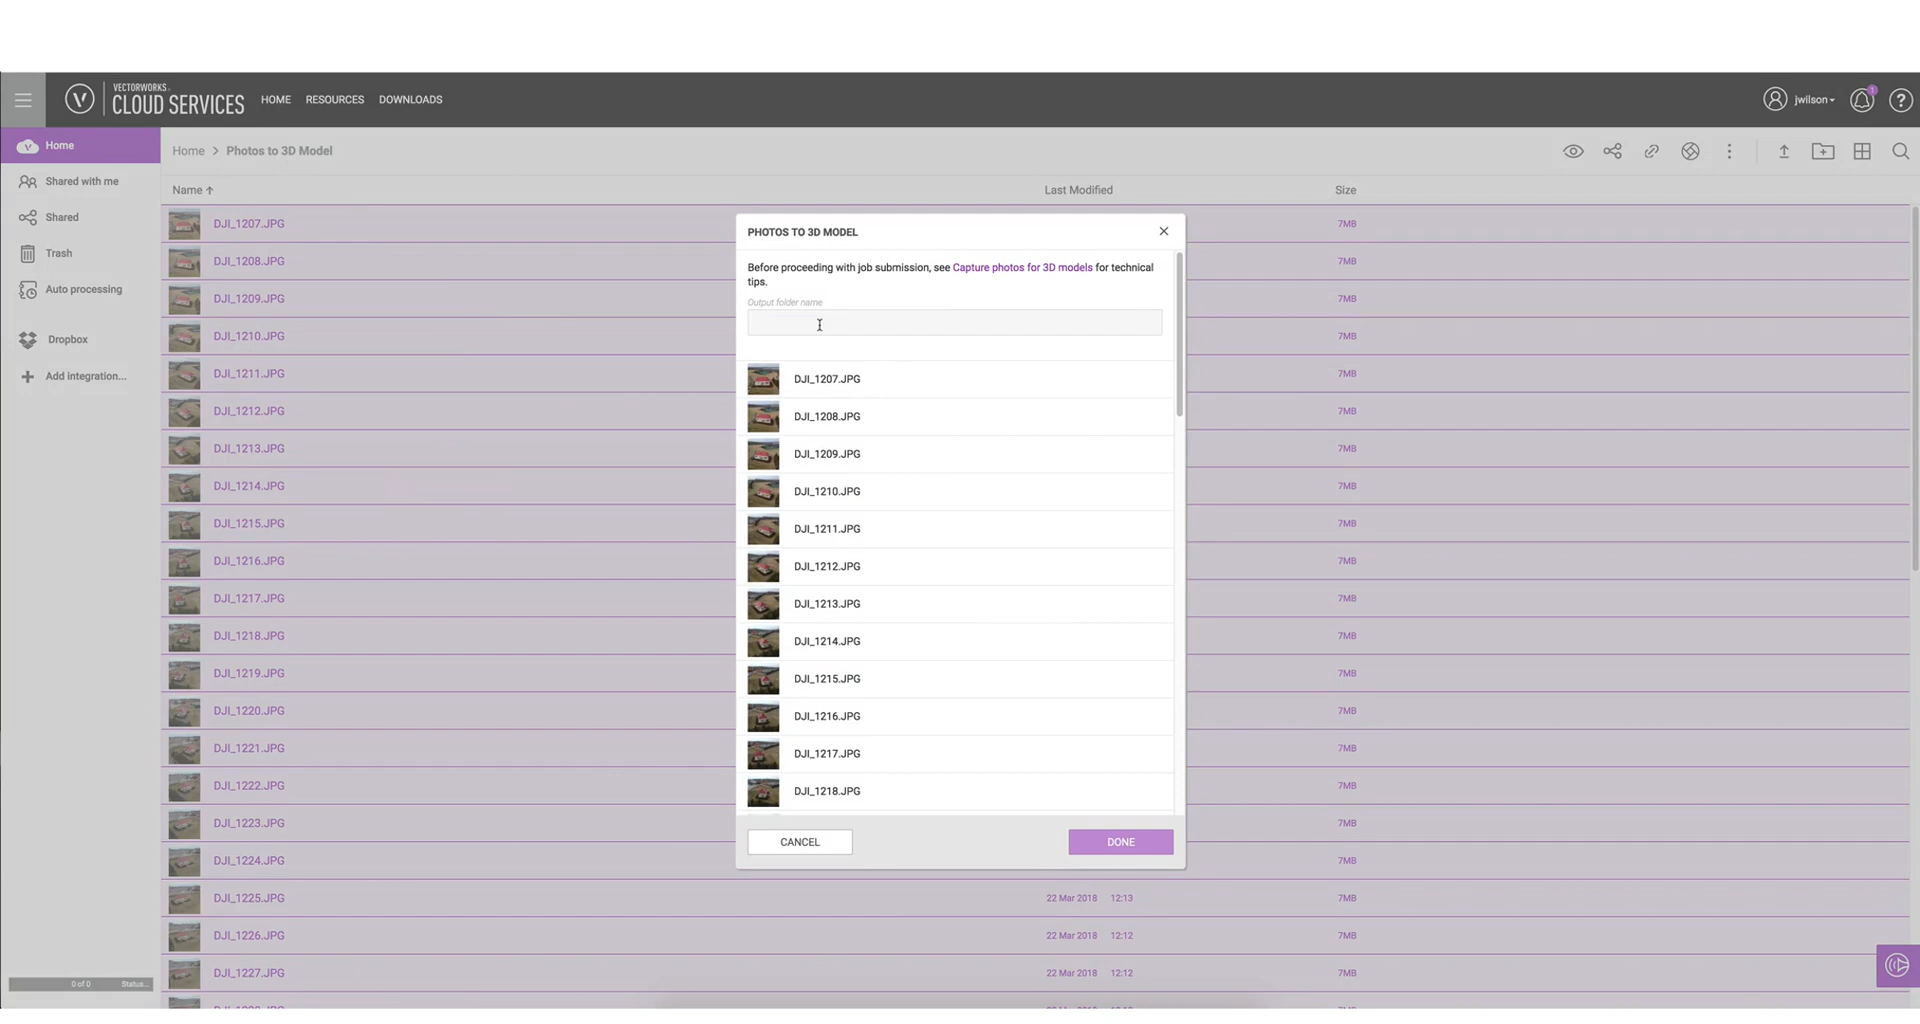 VECTORWORKS
CLOUD SERVICES
HOME
RESOURCES
DOWNLOADS
jwilson
1
Home
Shared with me
Shared
Trash
Auto processing
Dropbox
Add integration...
0 of 0 Status...
Home > Photos to 3D Model
Name
Last Modified
Size
DJI_1207.JPG 7MB
DJI_1208.JPG 7MB
DJI_1209.JPG 7MB
DJI_1210.JPG 7MB
DJI_1211.JPG 7MB
DJI_1212.JPG 7MB
DJI_1213.JPG 7MB
DJI_1214.JPG 7MB
DJI_1215.JPG 7MB
DJI_1216.JPG 7MB
DJI_1217.JPG 7MB
DJI_1218.JPG 7MB
DJI_1219.JPG 7MB
DJI_1220.JPG 7MB
DJI_1221.JPG 7MB
DJI_1222.JPG 7MB
DJI_1223.JPG 7MB
DJI_1224.JPG 7MB
DJI_1225.JPG 22 Mar 2018 12:13 7MB
DJI_1226.JPG 22 Mar 2018 12:12 7MB
DJI_1227.JPG 22 Mar 2018 12:12 7MB
PHOTOS TO 3D MODEL
Before proceeding with job submission, see Capture photos for 3D models for technical
tips.
Output folder name
DJI_1207.JPG
DJI_1208.JPG
DJI_1209.JPG
DJI_1210.JPG
DJI_1211.JPG
DJI_1212.JPG
DJI_1213.JPG
DJI_1214.JPG
DJI_1215.JPG
DJI_1216.JPG
DJI_1217.JPG
DJI_1218.JPG
CANCEL
DONE